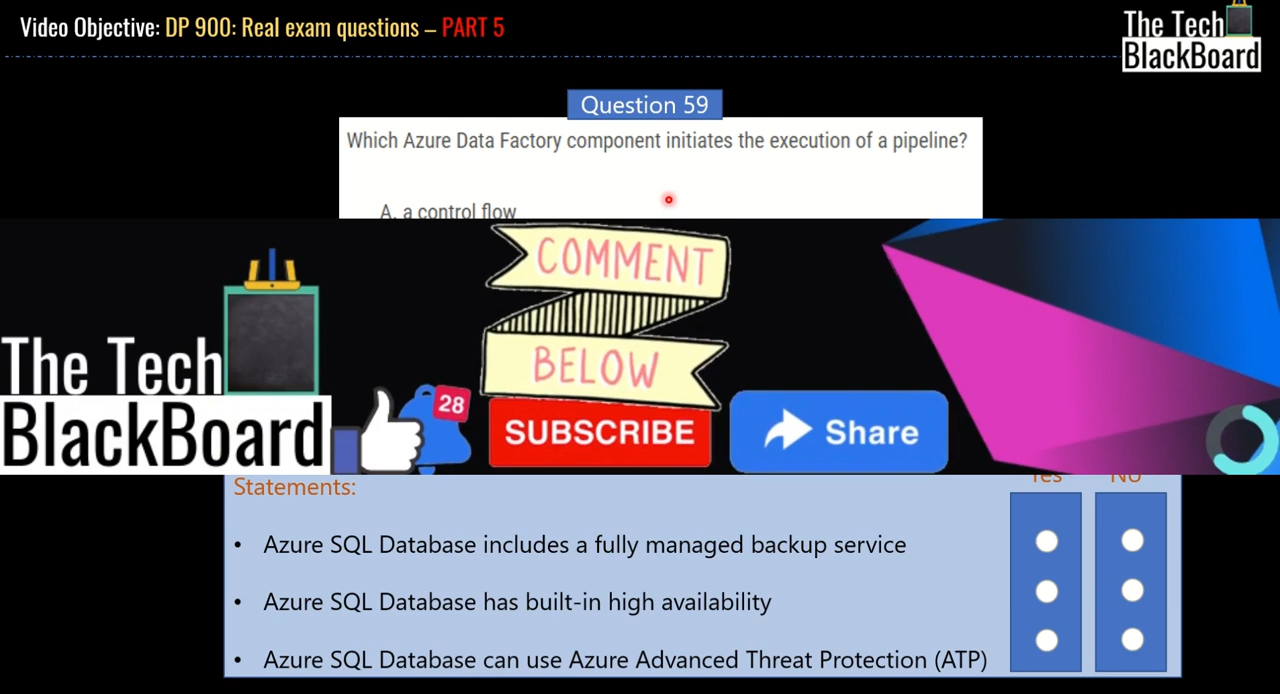 Video Objective: DP 900: Real exam questions – PART 5
The Tech
BlackBoard
Question 59
Which Azure Data Factory component initiates the execution of a pipeline?
A. a control flow
COMMENT
BELOW
The Tech
BlackBoard
28
SUBSCRIBE
Share
Statements:
Yes No
• Azure SQL Database includes a fully managed backup service
• Azure SQL Database has built-in high availability
• Azure SQL Database can use Azure Advanced Threat Protection (ATP)